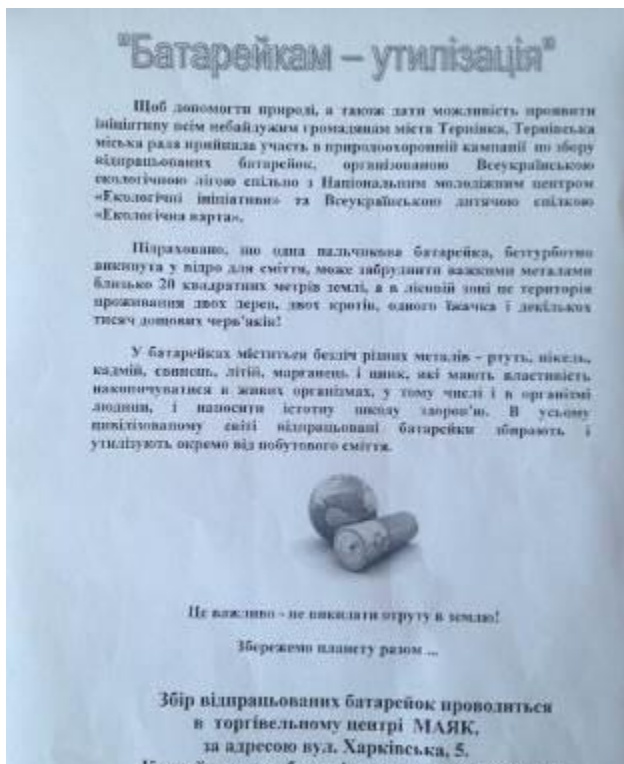 "Батарейкам – утилізація"
Щоб допомогти природі, а також дати можливість проявити
ініціативу всім небайдужим громадянам міста Тернівка, Тернівська
міська рада прийняла участь в природоохоронній кампанії по збору
відпрацьованих батарейок, організованою Всеукраїнською
екологічною лігою спільно з Національним молодіжним центром
«Екологічні ініціативи» та Всеукраїнською дитячою спілкою
«Екологічна варта».
Підраховано, що одна пальчикова батарейка, безтурботно
викинута у відро для сміття, може забруднити важкими металами
близько 20 квадратних метрів землі, а в лісовій зоні це територія
проживання двох дерев, двох кротів, одного їжачка і декількох
тисяч дощових черв'яків!
У батарейках міститься безліч різних металів - ртуть, нікель,
кадмій, свинець, літій, марганець і цинк, які мають властивість
накопичуватися в живих організмах, у тому числі і в організмі
людини, і наносити істотну шкоду здоров'ю. В усьому
цивілізованому світі відпрацьовані батарейки збирають і
утилізують окремо від побутового сміття.
Це важливо - не викидати отруту в землю!
Збережемо планету разом ...
Збір відпрацьованих батарейок проводиться
в торгівельному центрі МАЯК,
за адресою вул. Харківська, 5.